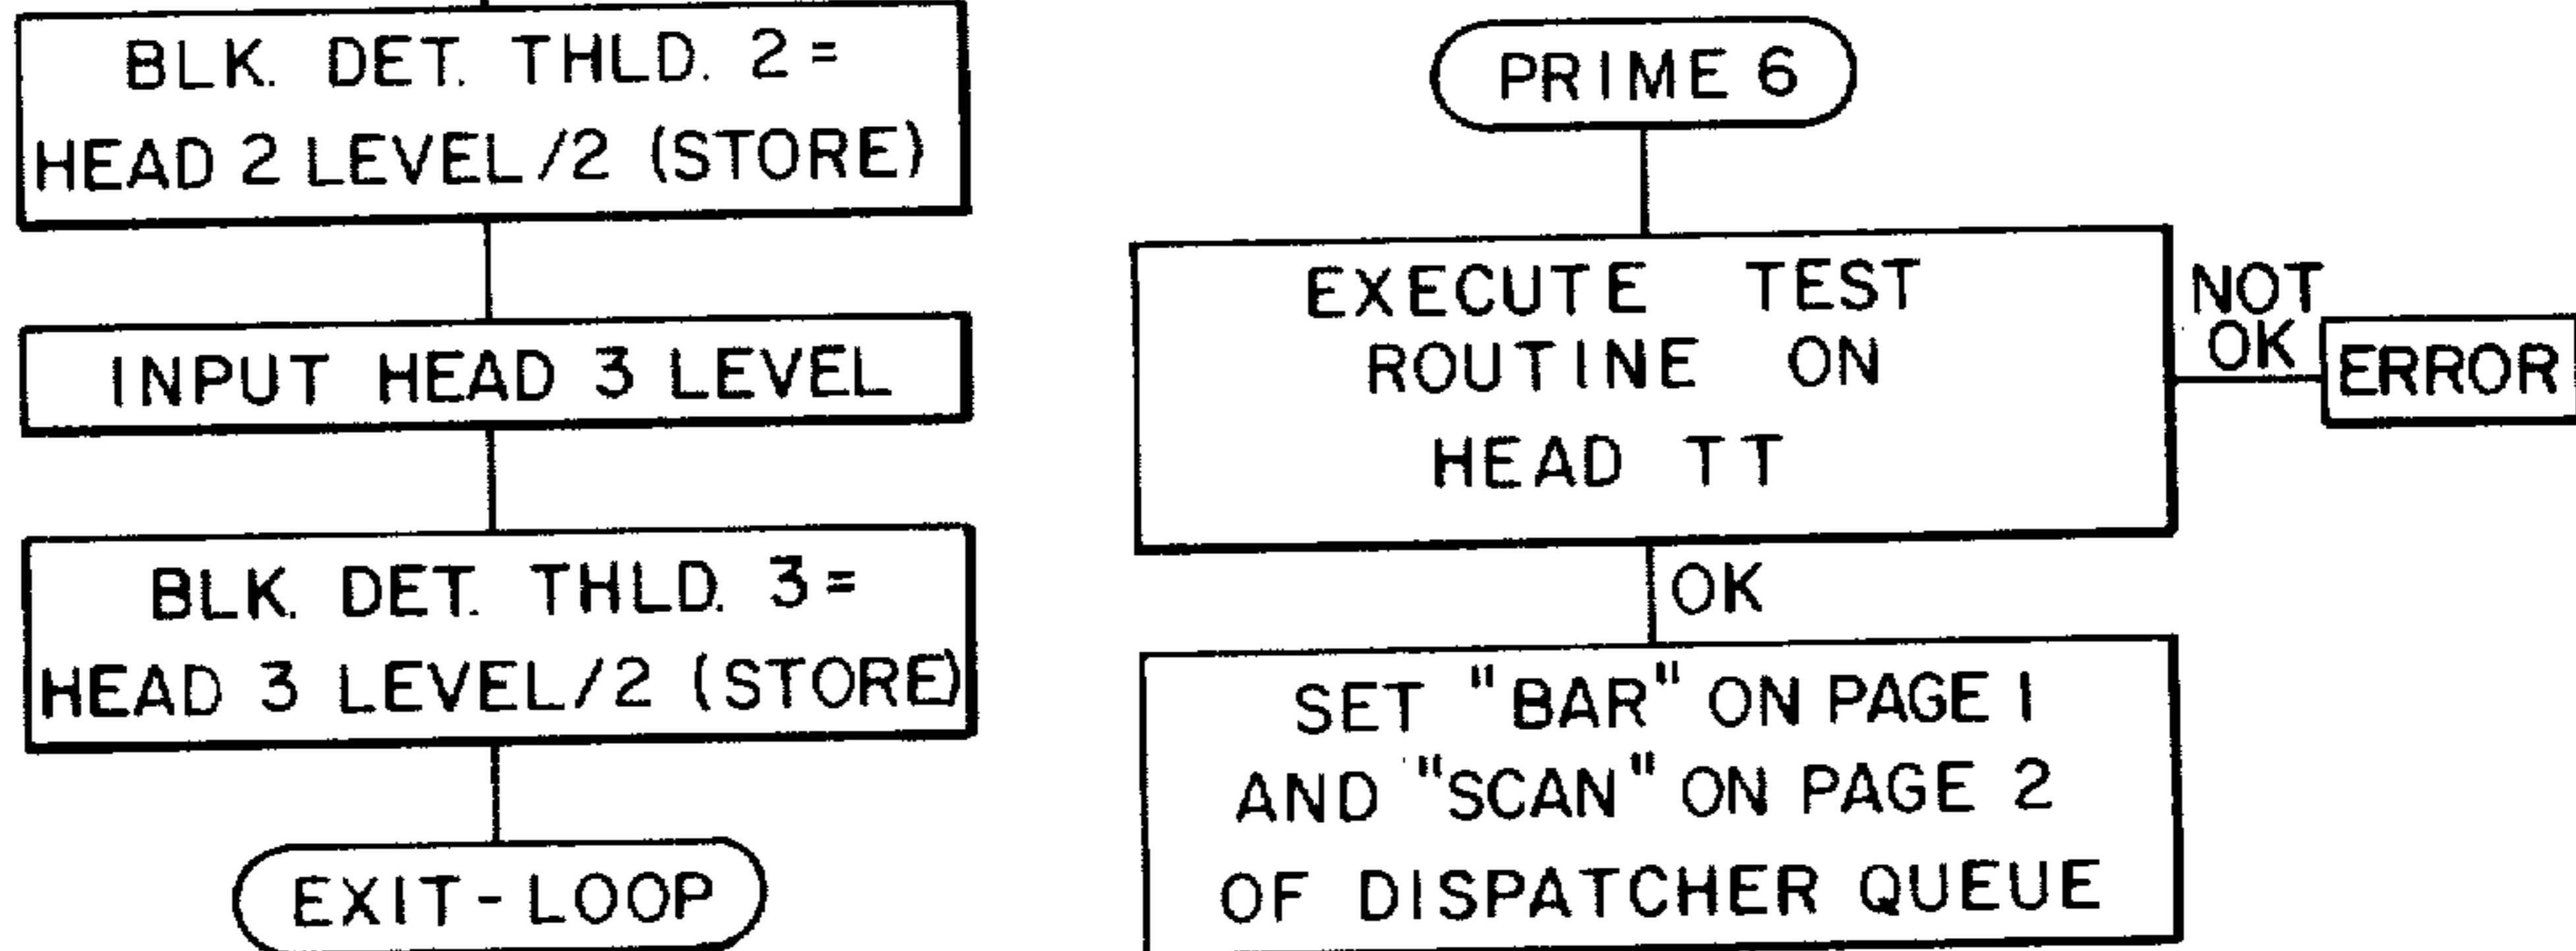 BLK. DET. THLD. 2=
HEAD 2 LEVEL/2 (STORE)
INPUT HEAD 3 LEVEL
BLK. DET. THLD. 3=
HEAD 3 LEVEL/2 (STORE)
EXIT-LOOP
PRIME 6
EXECUTE TEST
ROUTINE ON
HEAD TT
NOT
OK
ERROR
OK
SET "BAR" ON PAGE 1
AND "SCAN" ON PAGE 2
OF DISPATCHER QUEUE